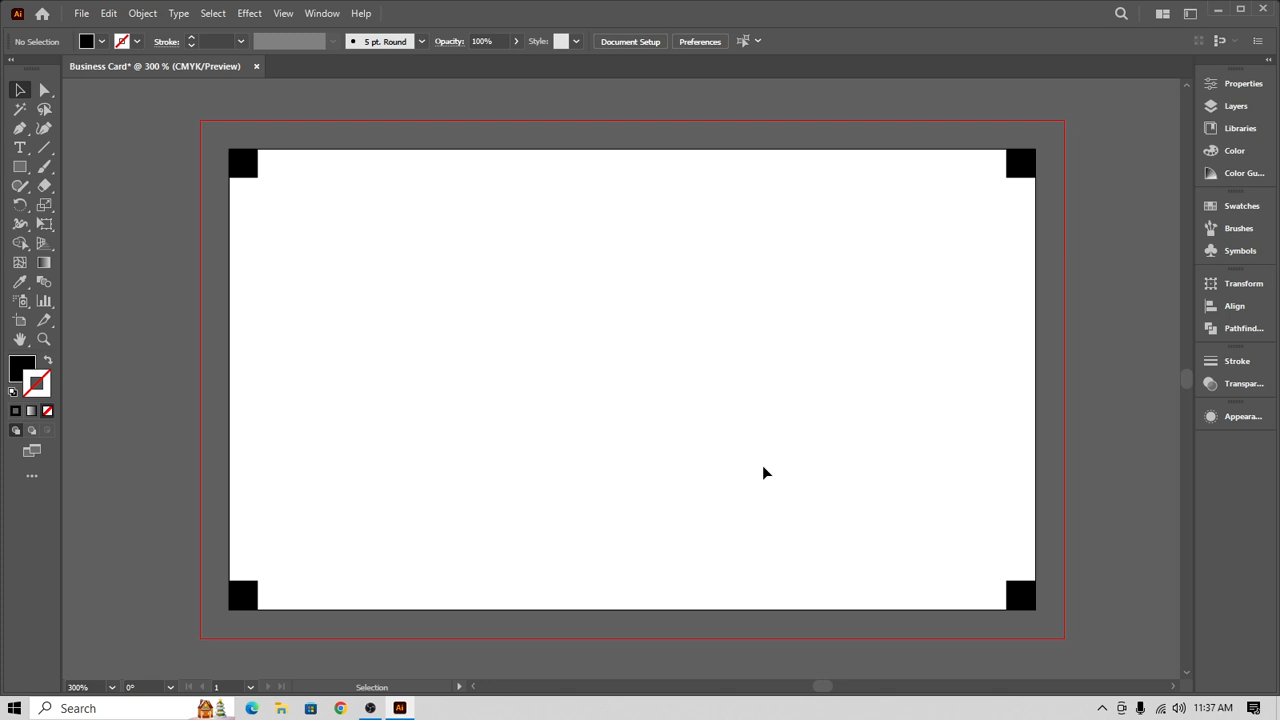 Ai File Edit Object Type Select Effect View Window Help
No Selection Stroke: 5 pt. Round Opacity: 100% Style: Document Setup Preferences
Business Card* @ 300 % (CMYK/Preview) ×
Properties
Layers
Libraries
Color
Color Gu...
Swatches
Brushes
Symbols
Transform
Align
Pathfind...
Stroke
Transpar...
Appeara...
300% 0° 1 Selection
Search Ai 11:37 AM